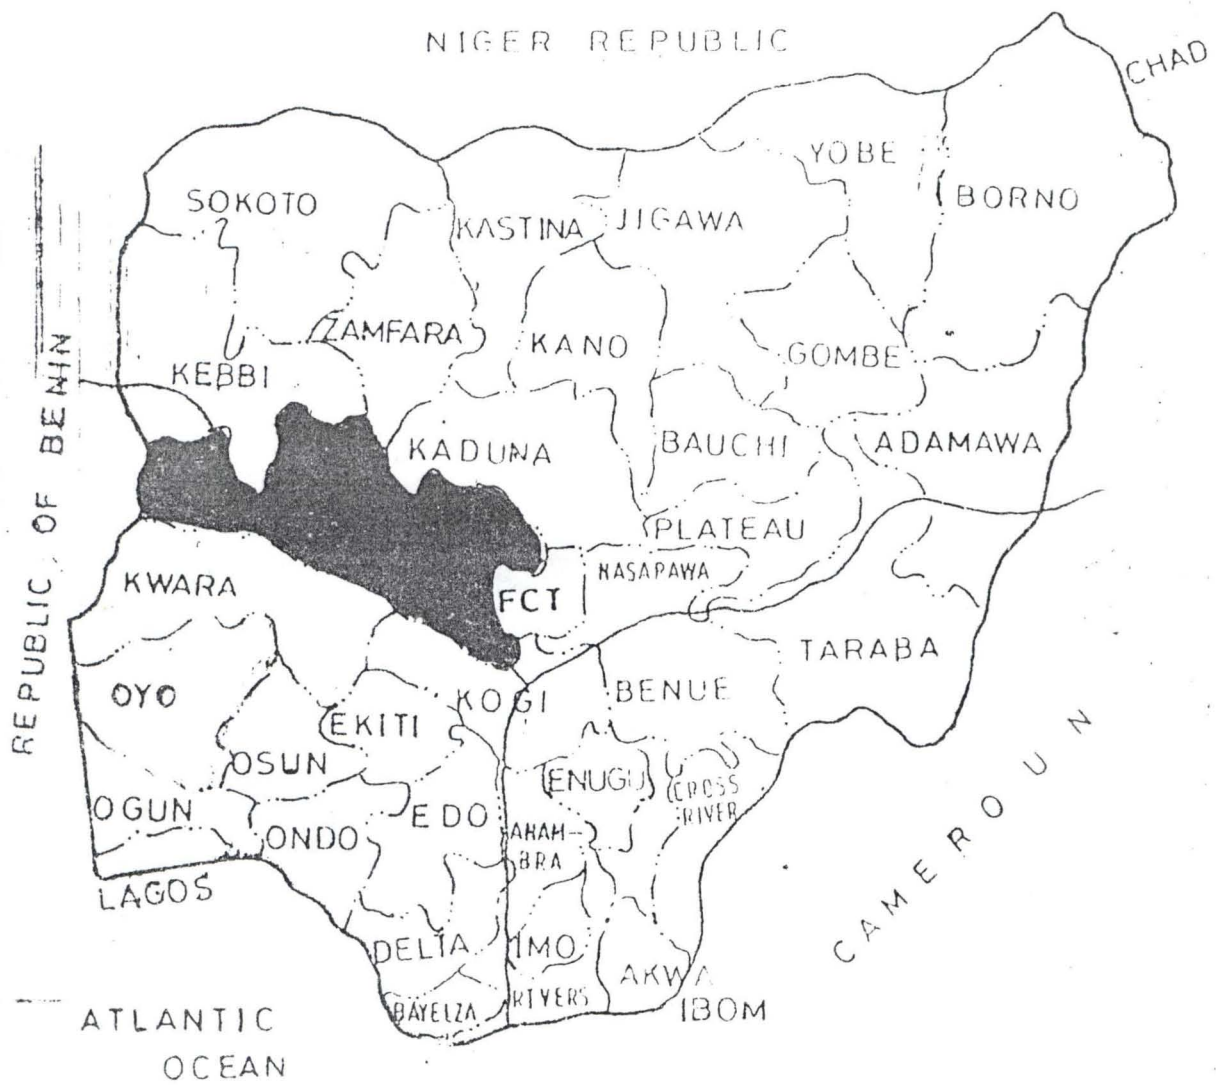 NIGER REPUBLIC
CHAD
YOBE
SOKOTO
BORNO
KASTINA
JIGAWA
ZAMFARA
KANO
GOMBE
KEBBI
REPUBLIC OF BENIN
KADUNA
BAUCHI
ADAMAWA
PLATEAU
KWARA
NASAPAWA
FCT
TARABA
OYO
KOGI
BENUE
EKITI
OSUN
ENUGU
CROSS
RIVER
OGUN
ONDO
EDO
ANAM-
BRA
LAGOS
CAMEROUN
DELTA
IMO
AKWA
IBOM
BAYELZA
RIVERS
ATLANTIC
OCEAN